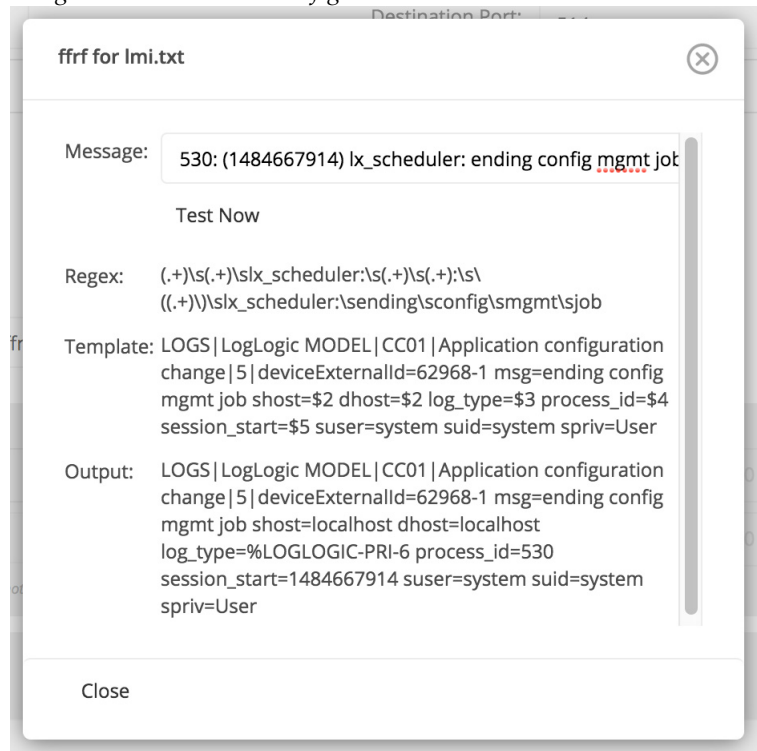 Destination Port:
ffrf for lmi.txt
Message: 530: (1484667914) lx_scheduler: ending config mgmt job
Test Now
Regex: (.+)\s(.+)\slx_scheduler:\s(.+)\s(.+):\s\
((.+)\)\slx_scheduler:\sending\sconfig\smgmt\sjob
Template: LOGS|LogLogic MODEL|CC01|Application configuration
change|5|deviceExternalId=62968-1 msg=ending config
mgmt job shost=$2 dhost=$2 log_type=$3 process_id=$4
session_start=$5 suser=system suid=system spriv=User
Output: LOGS|LogLogic MODEL|CC01|Application configuration
change|5|deviceExternalId=62968-1 msg=ending config
mgmt job shost=localhost dhost=localhost
log_type=%LOGLOGIC-PRI-6 process_id=530
session_start=1484667914 suser=system suid=system
spriv=User
Close